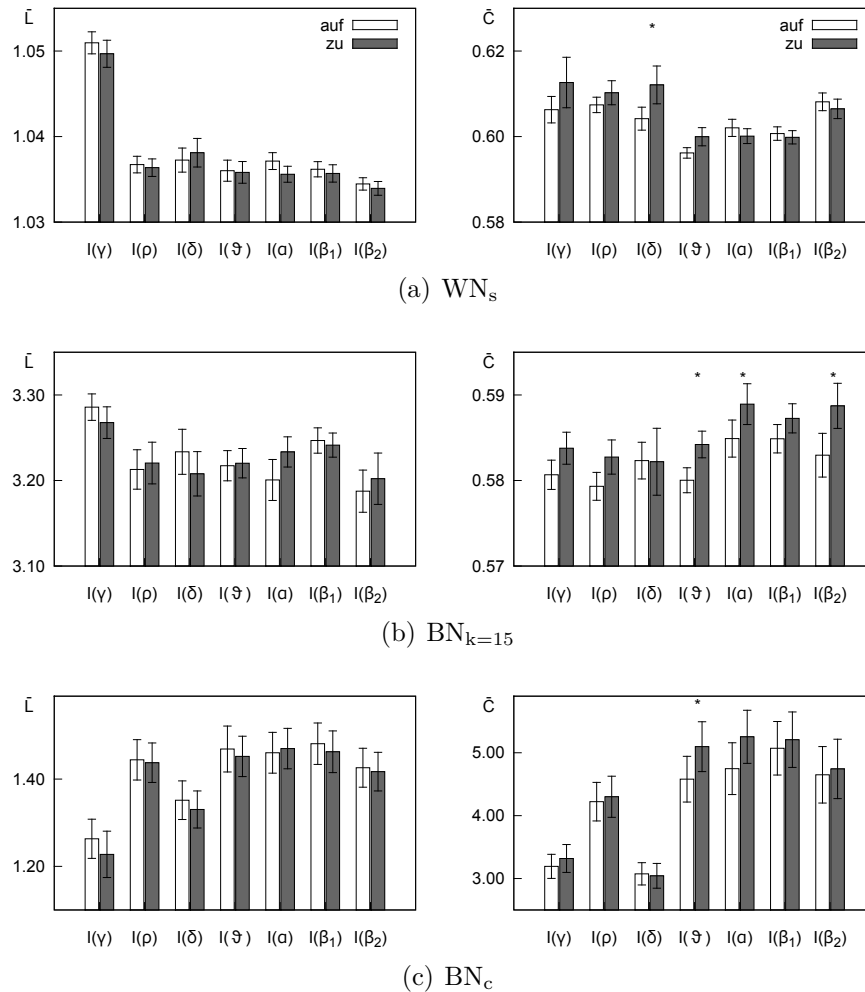 L̄
auf
zu
1.05
1.04
1.03
I(γ) I(ρ) I(δ) I(ϑ) I(α) I(β₁) I(β₂)
C̄
auf
zu
*
0.62
0.60
0.58
I(γ) I(ρ) I(δ) I(ϑ) I(α) I(β₁) I(β₂)
(a) WNₛ
L̄
3.30
3.20
3.10
I(γ) I(ρ) I(δ) I(ϑ) I(α) I(β₁) I(β₂)
C̄
* * *
0.59
0.58
0.57
I(γ) I(ρ) I(δ) I(ϑ) I(α) I(β₁) I(β₂)
(b) BNₖ₌₁₅
L̄
1.40
1.20
I(γ) I(ρ) I(δ) I(ϑ) I(α) I(β₁) I(β₂)
C̄
*
5.00
4.00
3.00
I(γ) I(ρ) I(δ) I(ϑ) I(α) I(β₁) I(β₂)
(c) BN_c